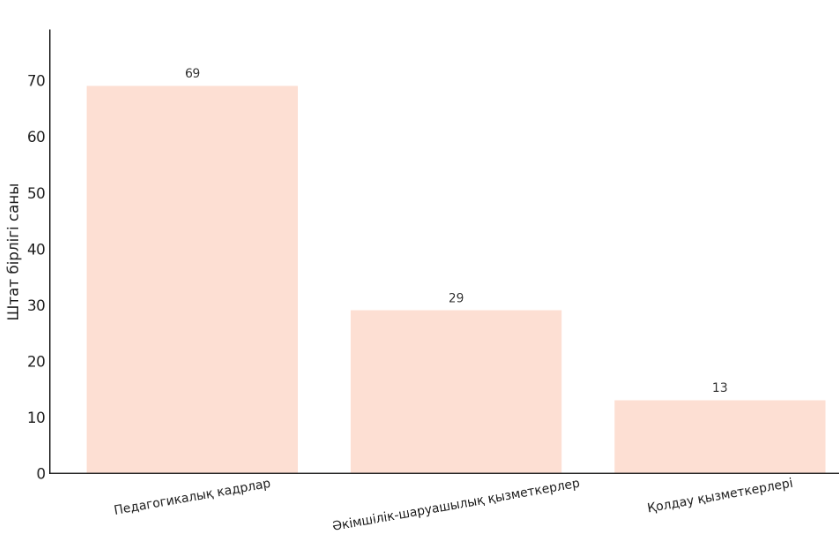 Штат бірлігі саны
70
60
50
40
30
20
10
0
69
29
13
Педагогикалық кадрлар
Әкімшілік-шаруашылық қызметкерлер
Қолдау қызметкерлері